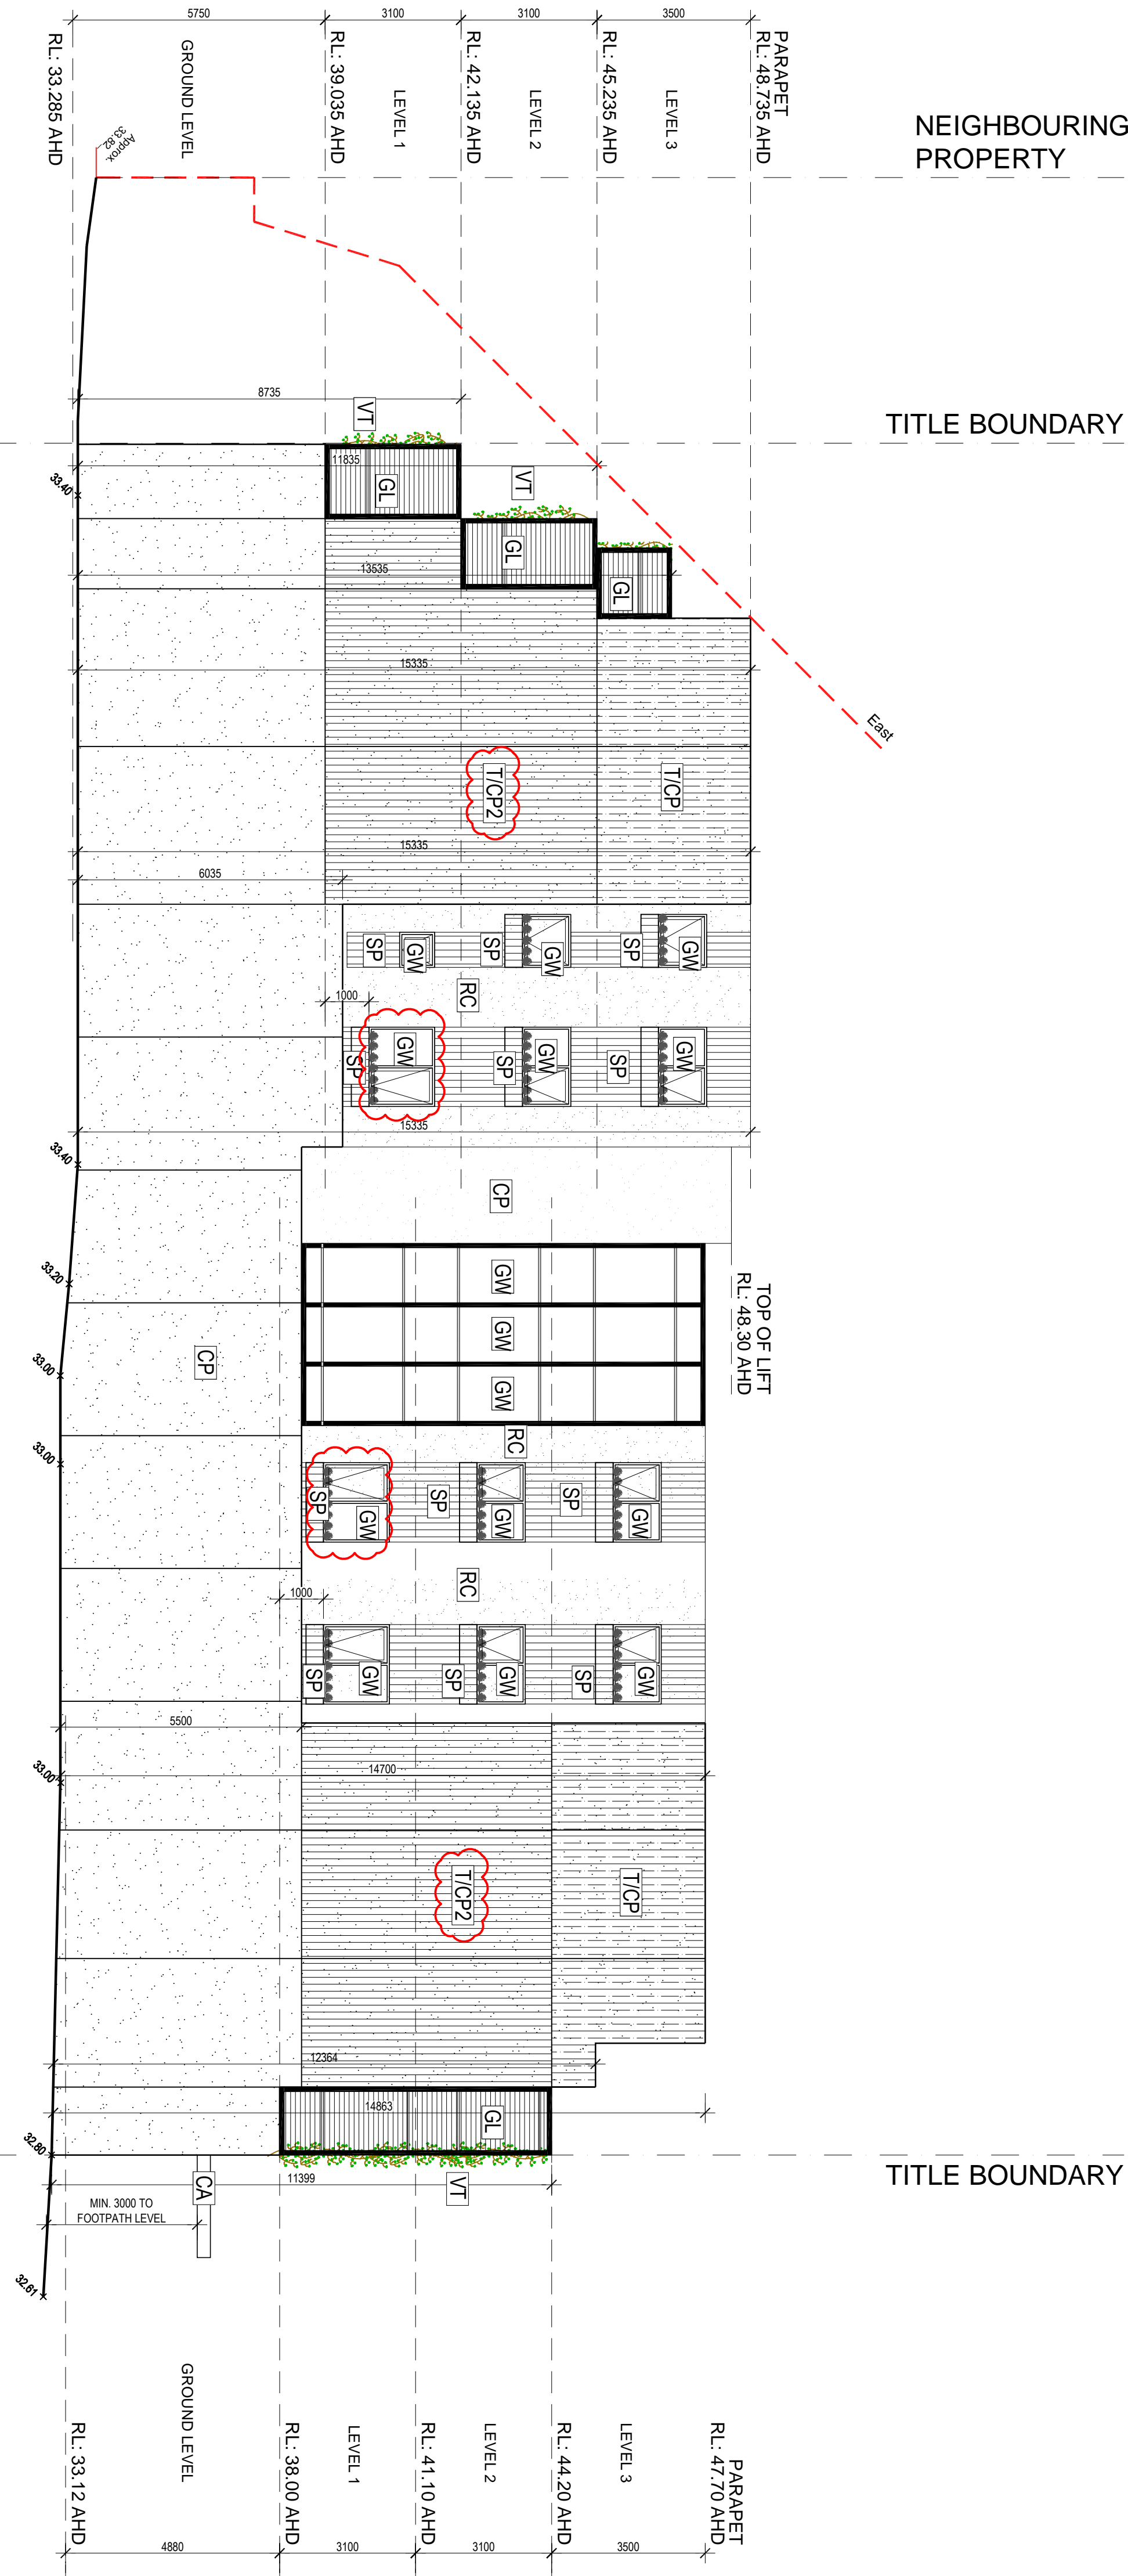 NEIGHBOURING
PROPERTY
TITLE BOUNDARY
TITLE BOUNDARY
PARAPET
RL: 48.735 AHD
3500
LEVEL 3
RL: 45.235 AHD
3100
LEVEL 2
RL: 42.135 AHD
3100
LEVEL 1
RL: 39.035 AHD
5750
GROUND LEVEL
RL: 33.285 AHD
Approx.
33.82
East
8735
VT
GL
11835
VT
GL
13535
GL
33.40
15335
T/CP
T/CP2
15335
6035
GW
SP
GW
SP
GW
SP
RC
1000
GW
SP
GW
SP
GW
SP
15335
33.40
CP
TOP OF LIFT
RL: 48.30 AHD
33.20
GW
GW
GW
CP
33.00
RC
33.00
GW
SP
GW
SP
GW
SP
RC
1000
GW
SP
GW
SP
GW
SP
5500
14700
33.00
T/CP
T/CP2
12364
14863
GL
32.80
CA
11399
VT
MIN. 3000 TO
FOOTPATH LEVEL
32.61
PARAPET
RL: 47.70 AHD
3500
LEVEL 3
RL: 44.20 AHD
3100
LEVEL 2
RL: 41.10 AHD
3100
LEVEL 1
RL: 38.00 AHD
4880
GROUND LEVEL
RL: 33.12 AHD